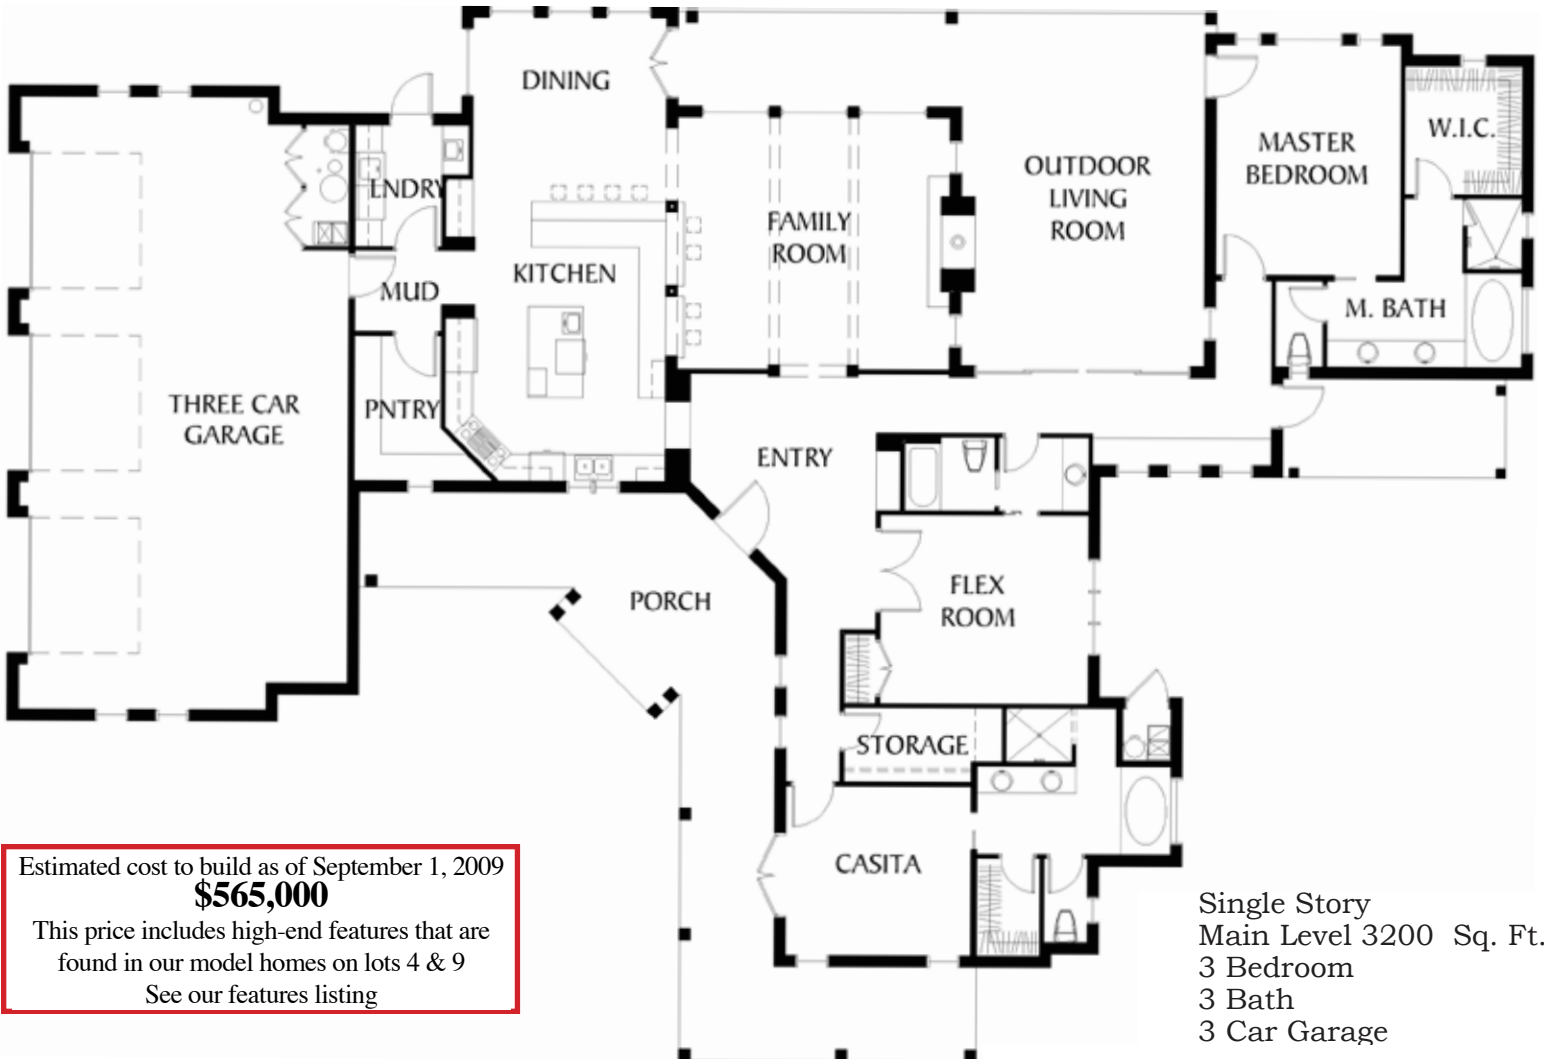 DINING
MASTER
BEDROOM
W.I.C.
OUTDOOR
LIVING
ROOM
LNDRY
FAMILY
ROOM
KITCHEN
MUD
M. BATH
THREE CAR
GARAGE
PNTRY
ENTRY
FLEX
ROOM
PORCH
STORAGE
CASITA
Estimated cost to build as of September 1, 2009
$565,000
This price includes high-end features that are
found in our model homes on lots 4 & 9
See our features listing
Single Story
Main Level 3200 Sq. Ft.
3 Bedroom
3 Bath
3 Car Garage